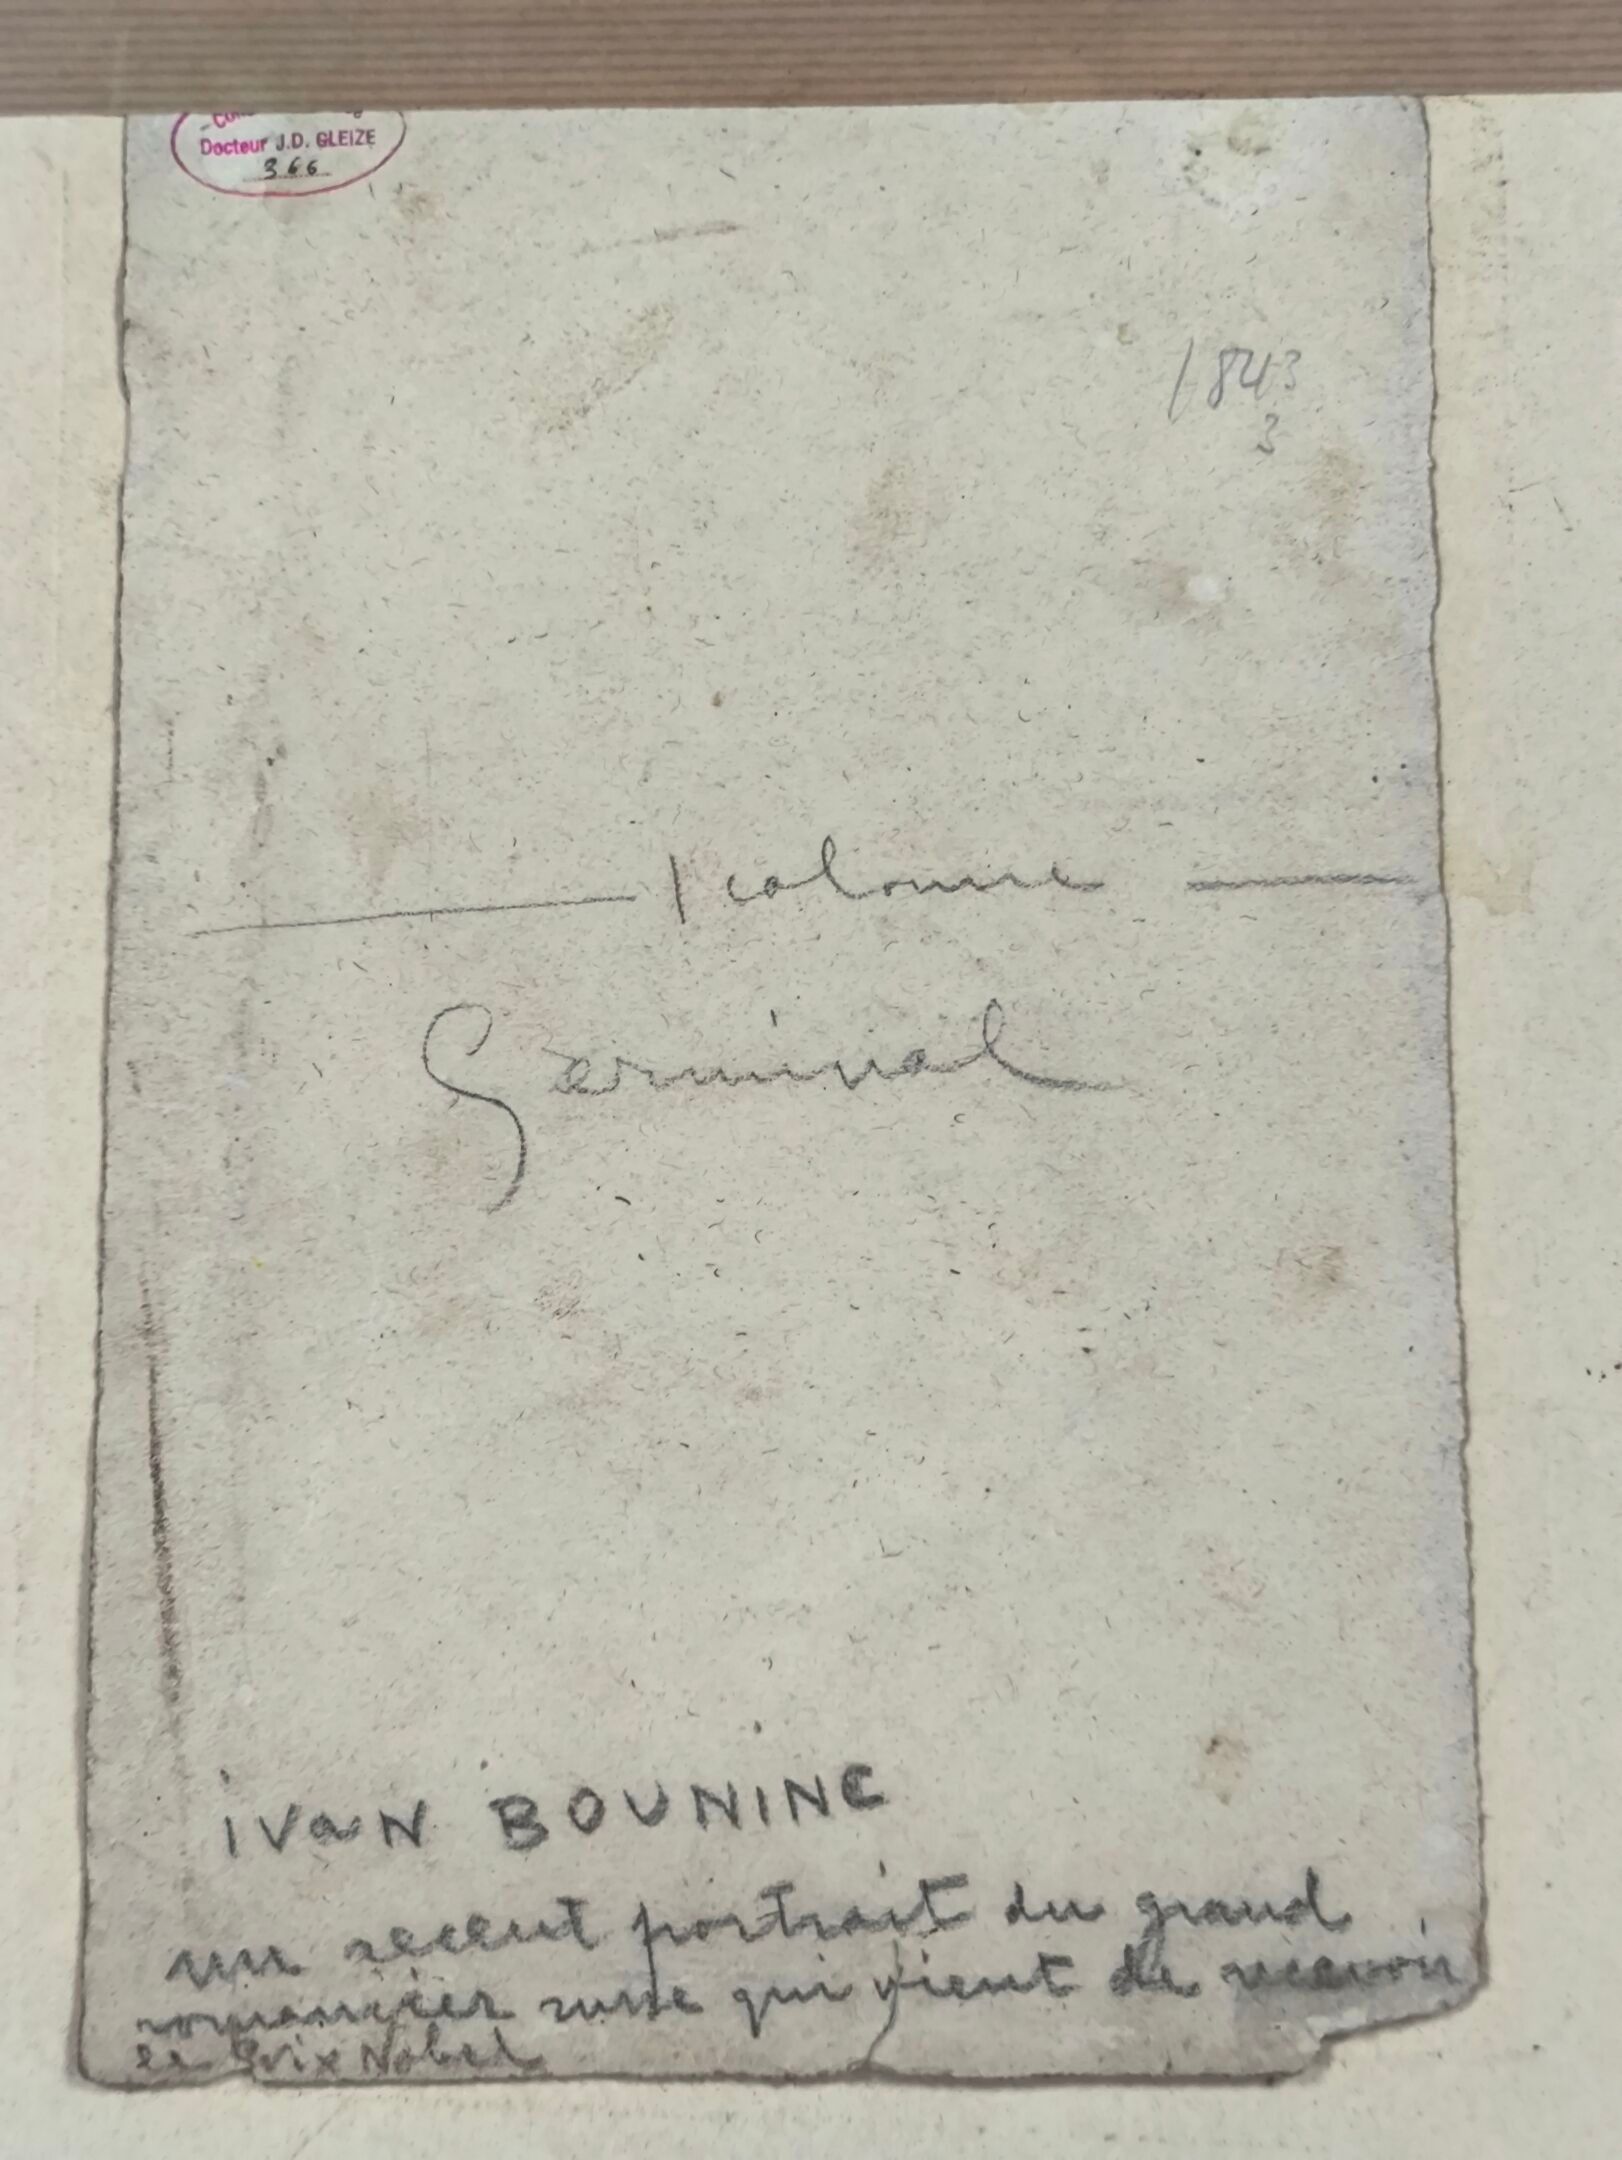 Docteur J.D. GLEIZE
366
1843
3
1 colonne
Germinal
IVaN BOUNINE
un recent portrait du grand
romancier russe qui vient de recevoir
le Prix Nobel